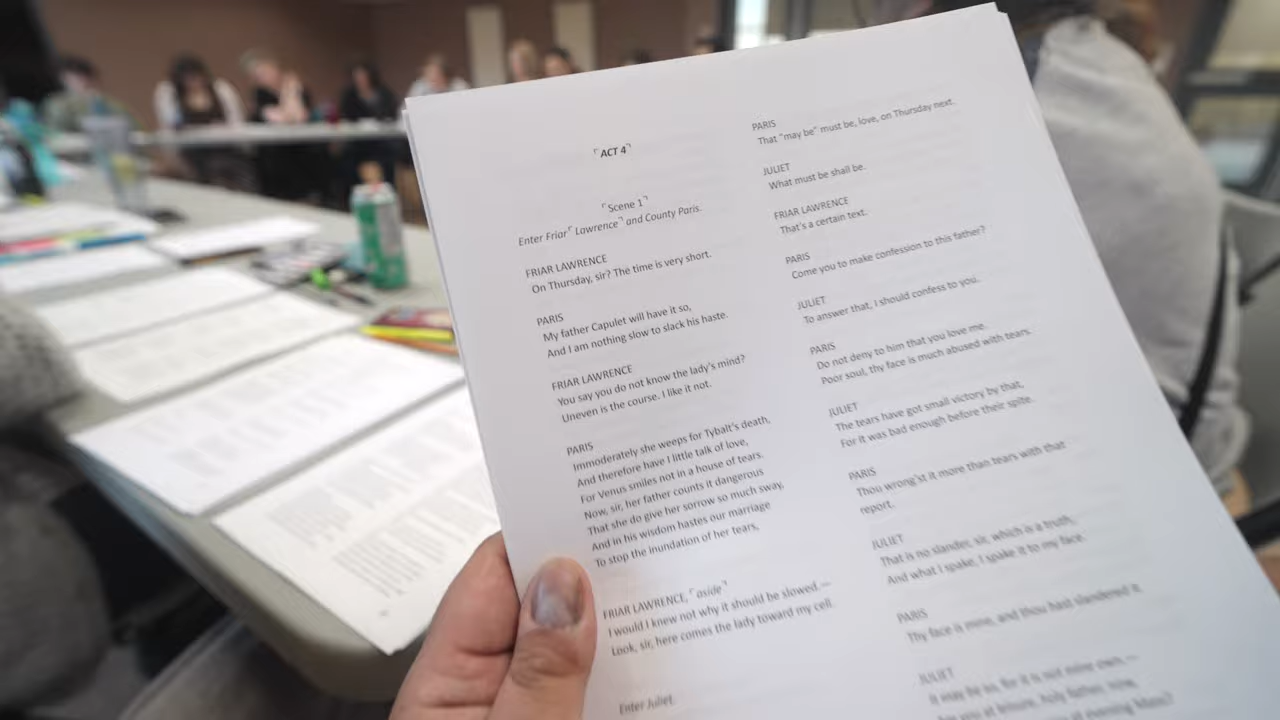 ⌜ACT 4⌝
⌜Scene 1⌝
Enter Friar⌜ Lawrence⌝ and County Paris.
FRIAR LAWRENCE
On Thursday, sir? The time is very short.
PARIS
My father Capulet will have it so,
And I am nothing slow to slack his haste.
FRIAR LAWRENCE
You say you do not know the lady's mind?
Uneven is the course. I like it not.
PARIS
Immoderately she weeps for Tybalt's death,
And therefore have I little talk of love,
For Venus smiles not in a house of tears.
Now, sir, her father counts it dangerous
That she do give her sorrow so much sway,
And in his wisdom hastes our marriage
To stop the inundation of her tears,
FRIAR LAWRENCE, ⌜aside⌝
I would I knew not why it should be slowed.—
Look, sir, here comes the lady toward my cell.
Enter Juliet.
PARIS
That "may be" must be, love, on Thursday next.
JULIET
What must be shall be.
FRIAR LAWRENCE
That's a certain text.
PARIS
Come you to make confession to this father?
JULIET
To answer that, I should confess to you.
PARIS
Do not deny to him that you love me.
Poor soul, thy face is much abused with tears.
JULIET
The tears have got small victory by that,
For it was bad enough before their spite.
PARIS
Thou wrong'st it more than tears with that
report.
JULIET
That is no slander, sir, which is a truth,
And what I spake, I spake it to my face.
PARIS
Thy face is mine, and thou hast slandered it.
JULIET
It may be so, for it is not mine own.—
Are you at leisure, holy father, now,
evening Mass?